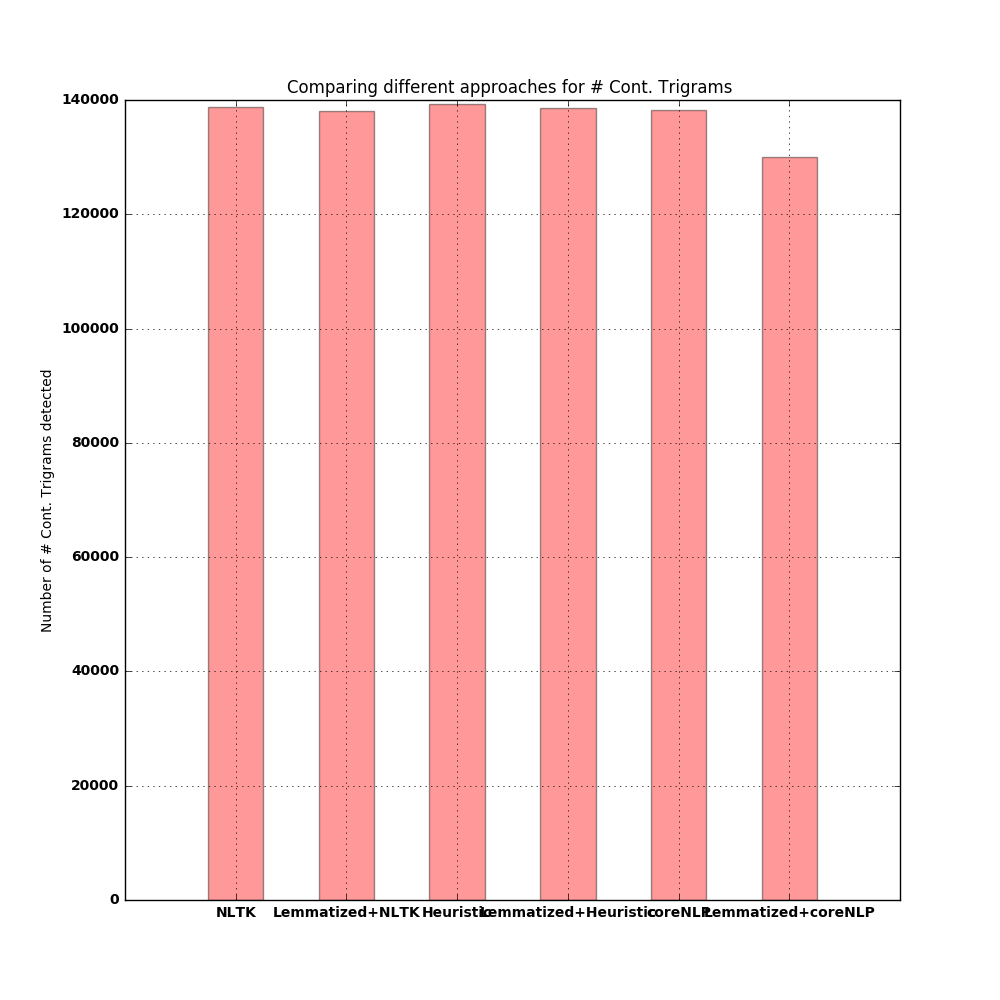 Comparing different approaches for # Cont. Trigrams
Number of # Cont. Trigrams detected
140000
120000
100000
80000
60000
40000
20000
0
NLTK
Lemmatized+NLTK
Heuristic
Lemmatized+Heuristic
coreNLP
Lemmatized+coreNLP